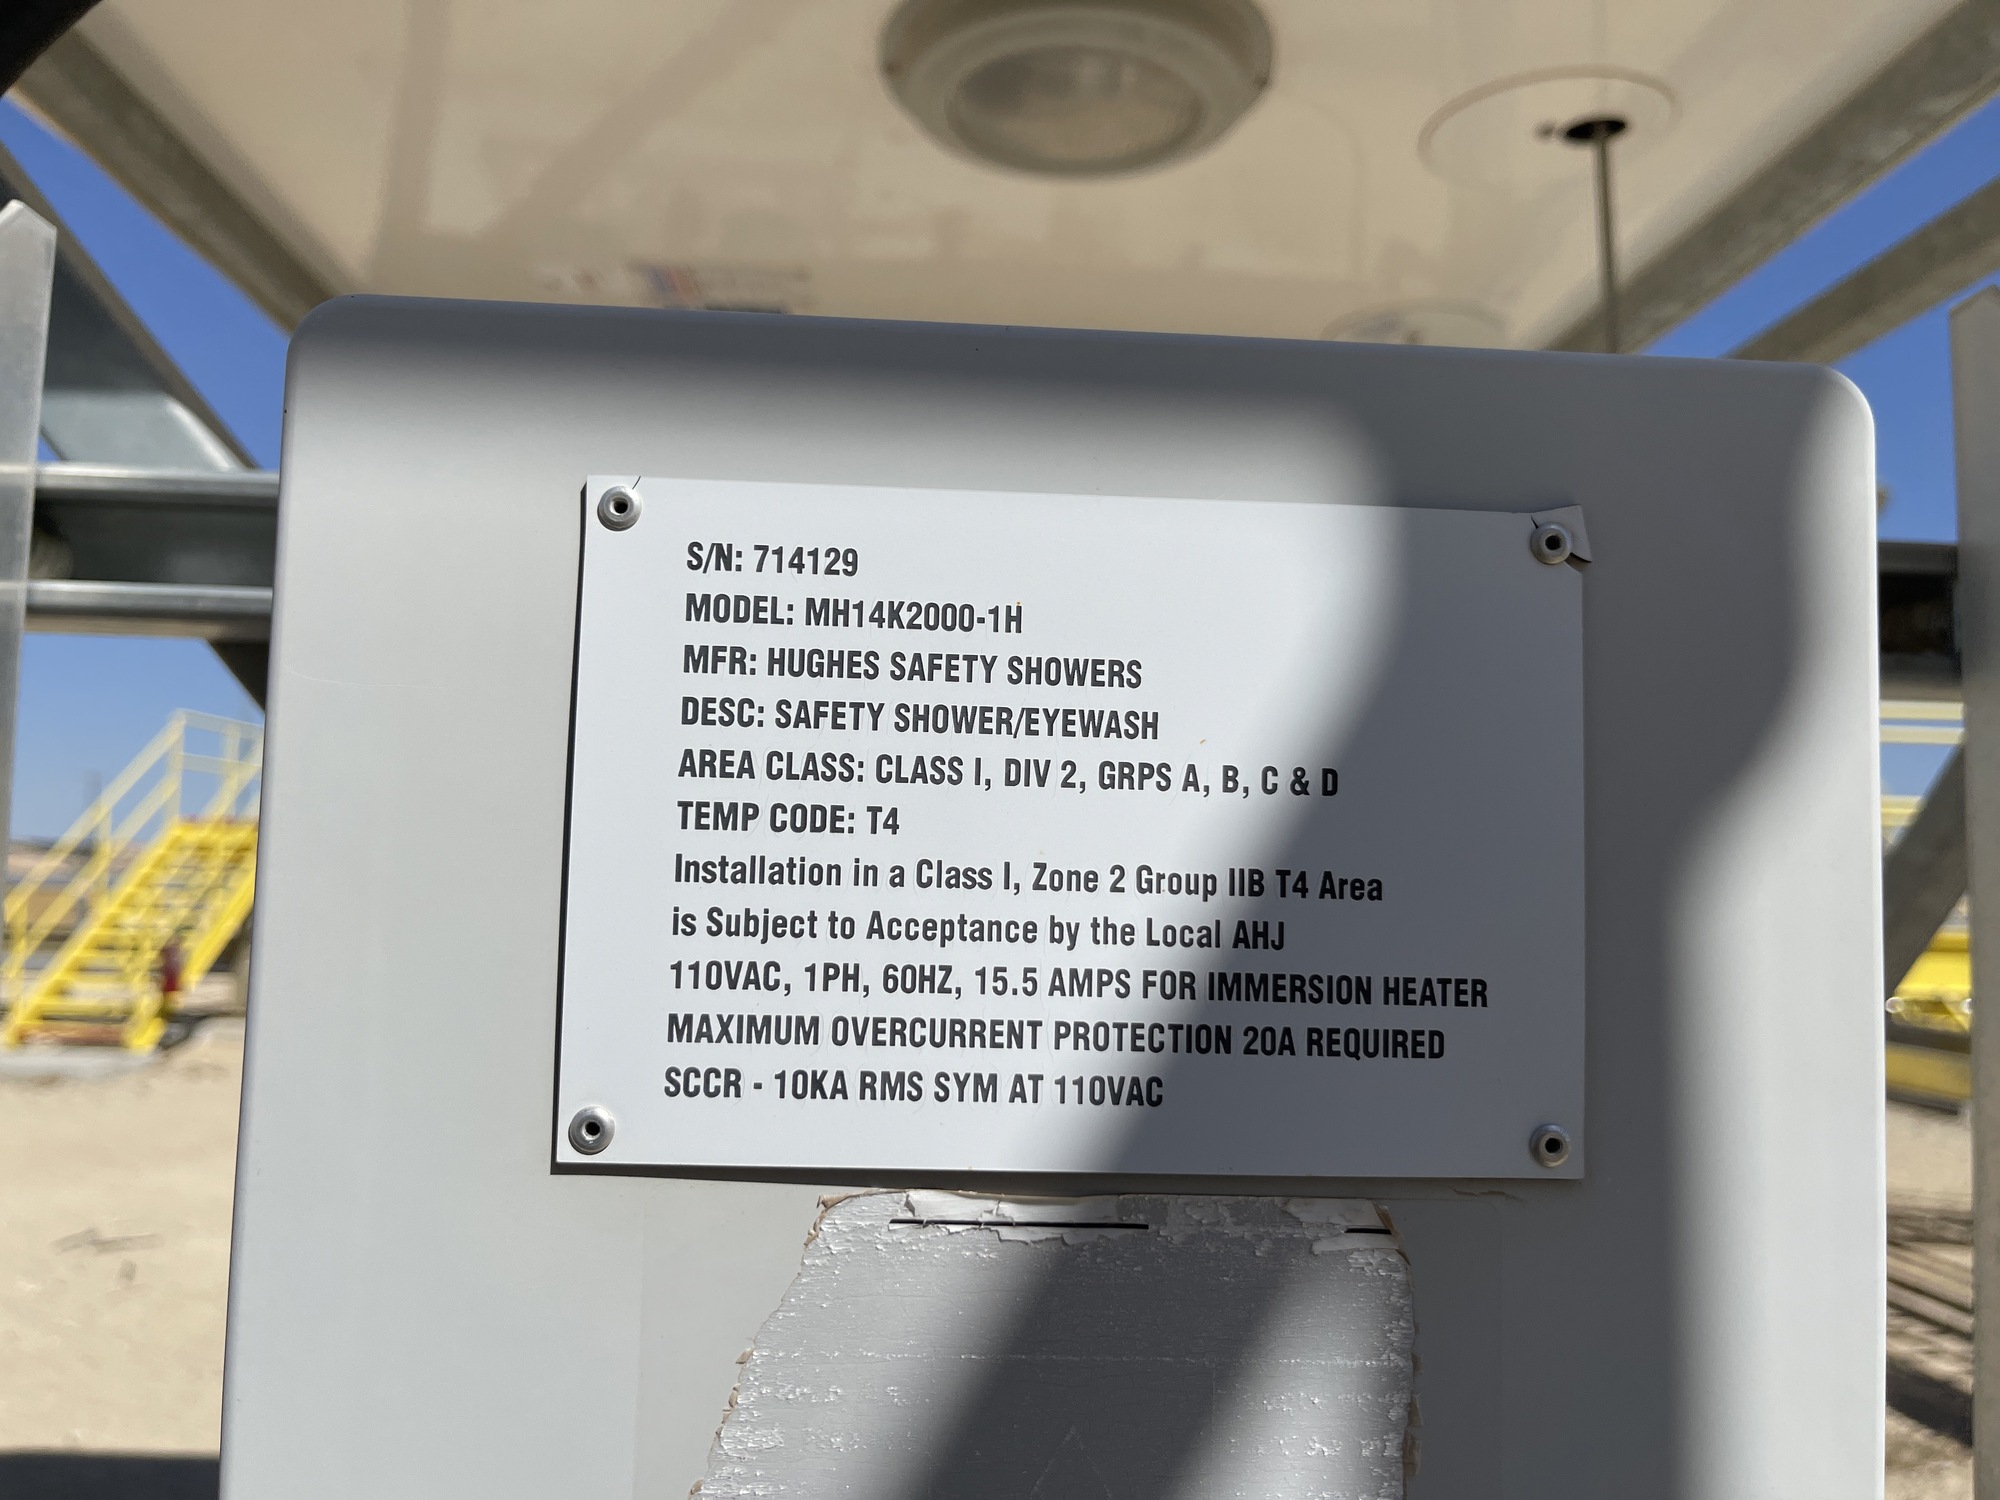 S/N: 714129
MODEL: MH14K2000-1H
MFR: HUGHES SAFETY SHOWERS
DESC: SAFETY SHOWER/EYEWASH
AREA CLASS: CLASS I, DIV 2, GRPS A, B, C & D
TEMP CODE: T4
Installation in a Class I, Zone 2 Group IIB T4 Area
is Subject to Acceptance by the Local AHJ
110VAC, 1PH, 60HZ, 15.5 AMPS FOR IMMERSION HEATER
MAXIMUM OVERCURRENT PROTECTION 20A REQUIRED
SCCR - 10KA RMS SYM AT 110VAC